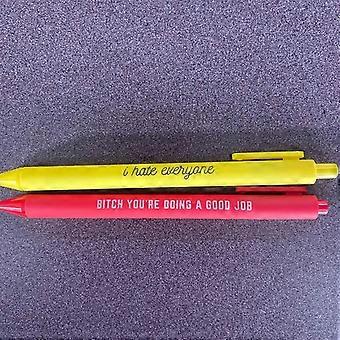 i hate everyone
BITCH YOU'RE DOING A GOOD JOB